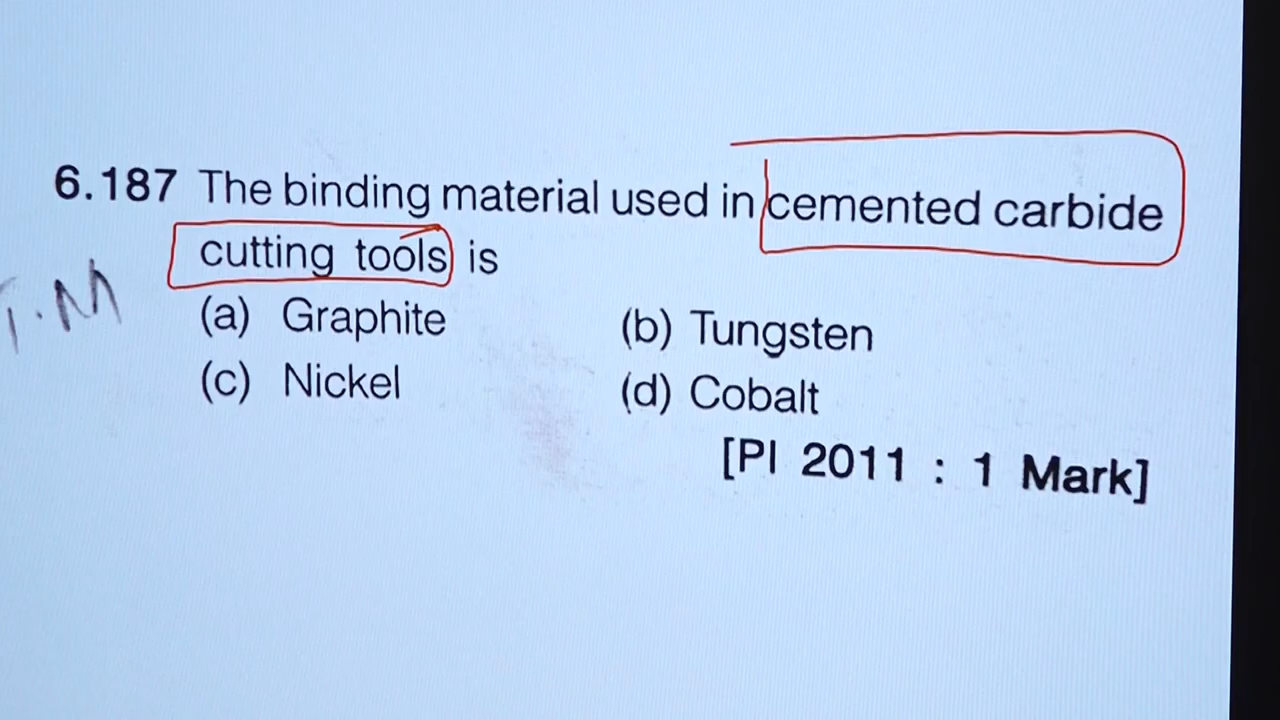 6.187 The binding material used in cemented carbide
cutting tools is
T.M
(a) Graphite (b) Tungsten
(c) Nickel (d) Cobalt
[PI 2011 : 1 Mark]